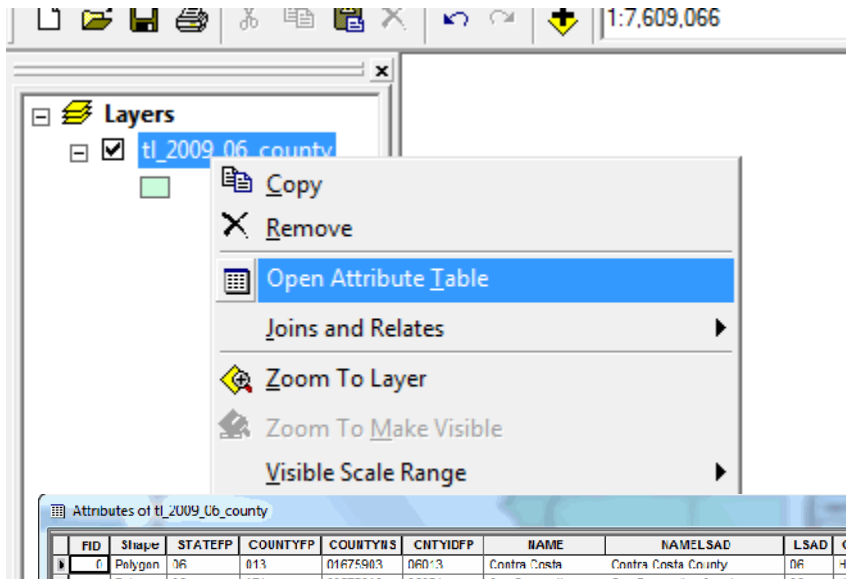 1:7,609,066
Layers
tl_2009_06_county
Copy
Remove
Open Attribute Table
Joins and Relates
Zoom To Layer
Zoom To Make Visible
Visible Scale Range
Attributes of tl_2009_06_county
FID Shape STATEFP COUNTYFP COUNTYNS CNTYIDFP NAME NAMELSAD LSAD
0 Polygon 06 013 01675903 06013 Contra Costa Contra Costa County 06 H